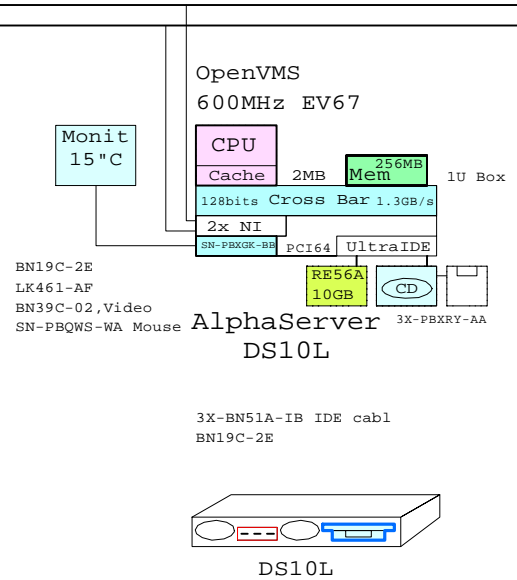 OpenVMS
600MHz EV67
Monit
15"C
CPU
Cache
2MB
256MB
Mem
1U Box
128bits Cross Bar 1.3GB/s
2x NI
SN-PBXGK-BB
PCI64
UltraIDE
BN19C-2E
LK461-AF
BN39C-02,Video
SN-PBQWS-WA Mouse
RE56A
10GB
CD
3X-PBXRY-AA
AlphaServer
DS10L
3X-BN51A-IB IDE cabl
BN19C-2E
DS10L